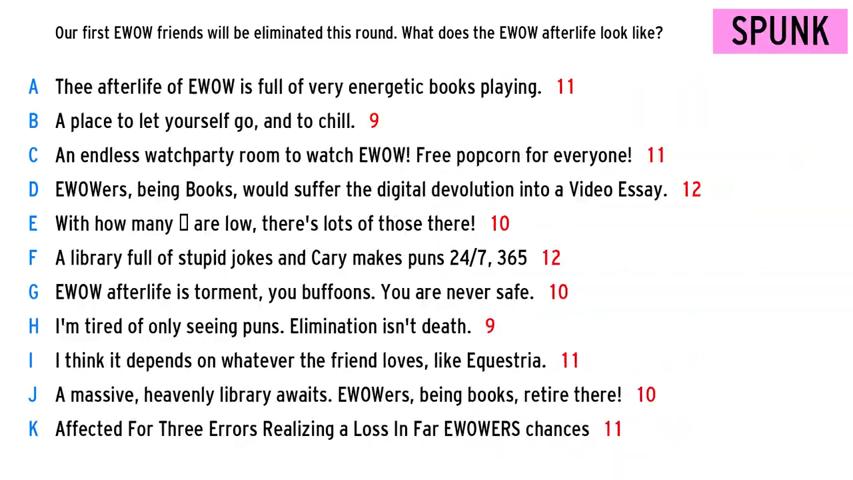 Our first EWOW friends will be eliminated this round. What does the EWOW afterlife look like?
SPUNK
A Thee afterlife of EWOW is full of very energetic books playing. 11
B A place to let yourself go, and to chill. 9
C An endless watchparty room to watch EWOW! Free popcorn for everyone! 11
D EWOWers, being Books, would suffer the digital devolution into a Video Essay. 12
E With how many ▯ are low, there's lots of those there! 10
F A library full of stupid jokes and Cary makes puns 24/7, 365 12
G EWOW afterlife is torment, you buffoons. You are never safe. 10
H I'm tired of only seeing puns. Elimination isn't death. 9
I I think it depends on whatever the friend loves, like Equestria. 11
J A massive, heavenly library awaits. EWOWers, being books, retire there! 10
K Affected For Three Errors Realizing a Loss In Far EWOWERS chances 11